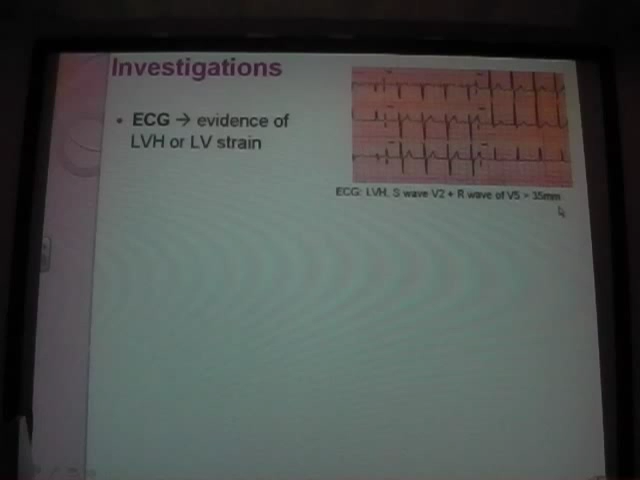 Investigations
• ECG → evidence of
LVH or LV strain
ECG: LVH, S wave V2 + R wave of V5 > 35mm